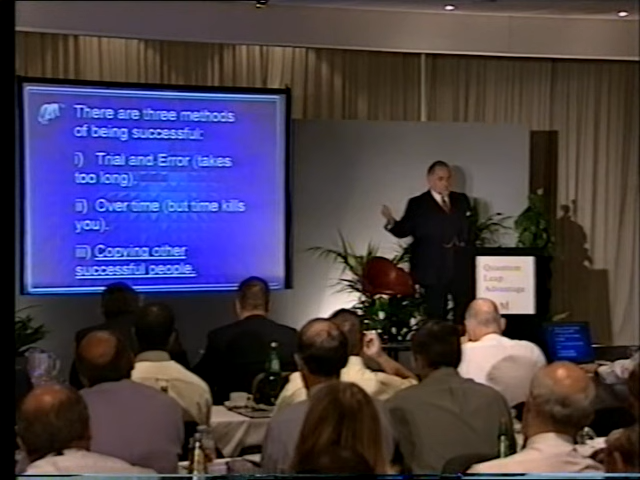 There are three methods
of being successful:
i) Trial and Error (takes
too long).
ii) Over time (but time kills
you).
iii) Copying other
successful people.
Quantum
Leap
Advantage